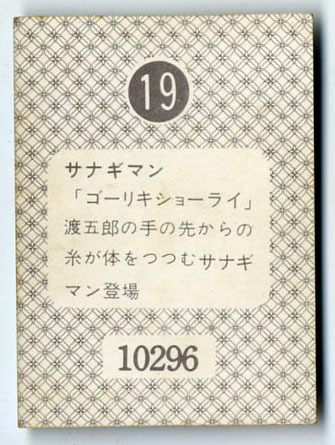 19
サナギマン
「ゴーリキショーライ」
渡五郎の手の先からの
糸が体をつつむサナギ
マン登場
10296